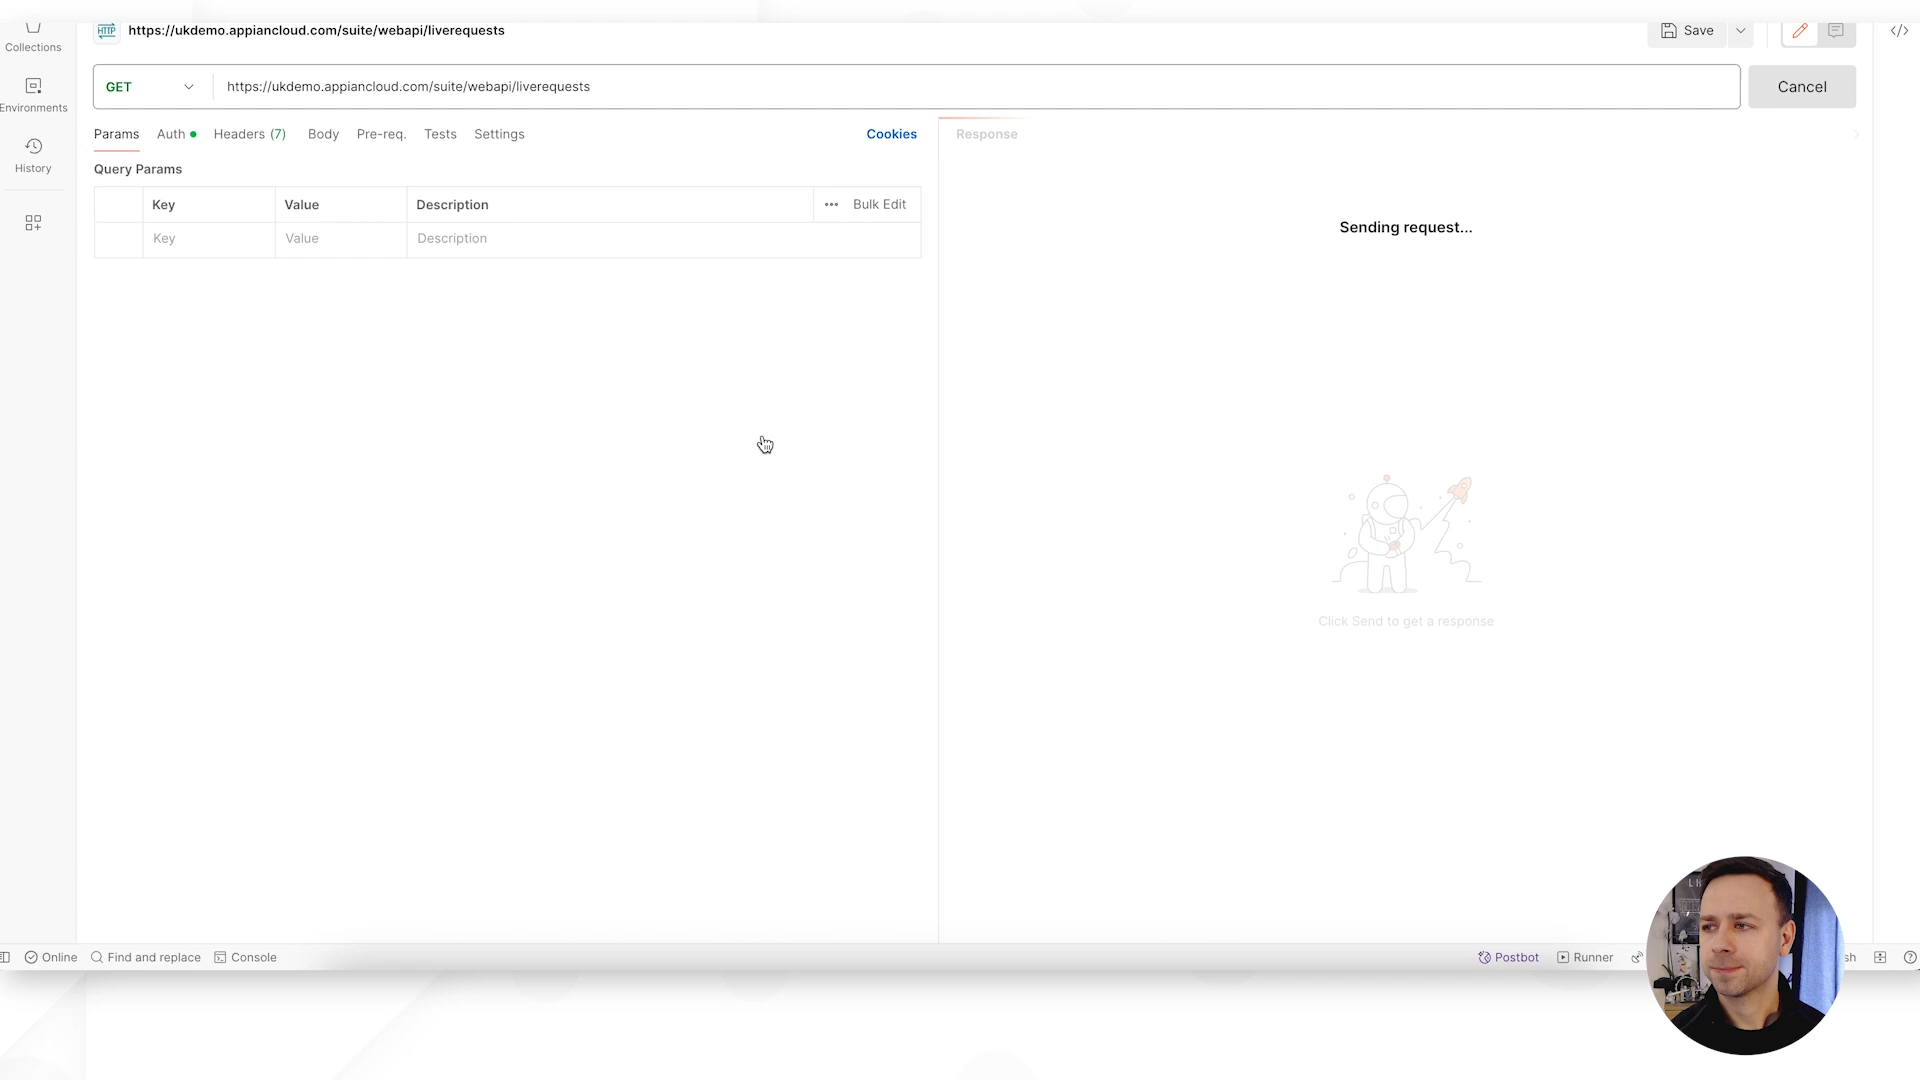 HTTP https://ukdemo.appiancloud.com/suite/webapi/liverequests
Save
Collections
GET https://ukdemo.appiancloud.com/suite/webapi/liverequests
Cancel
Environments
Params Auth Headers (7) Body Pre-req. Tests Settings Cookies
Response
History
Query Params
Key Value Description ••• Bulk Edit
Key Value Description
Sending request...
Click Send to get a response
Online Find and replace Console
Postbot Runner
sh